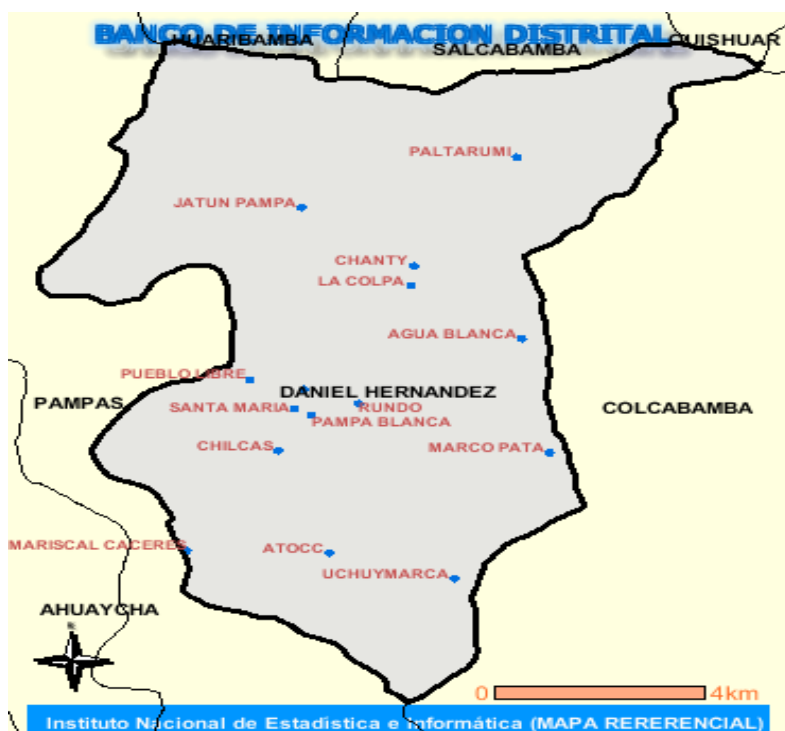 BANCO DE INFORMACION DISTRITAL
HUARIBAMBA
SALCABAMBA
QUISHUAR
PALTARUMI
JATUN PAMPA
CHANTY
LA COLPA
AGUA BLANCA
PUEBLO LIBRE
DANIEL HERNANDEZ
PAMPAS
SANTA MARIA
RUNDO
COLCABAMBA
PAMPA BLANCA
CHILCAS
MARCO PATA
MARISCAL CACERES
ATOCC
UCHUYMARCA
AHUAYCHA
N
0 4km
Instituto Nacional de Estadística e Informática (MAPA RERERENCIAL)